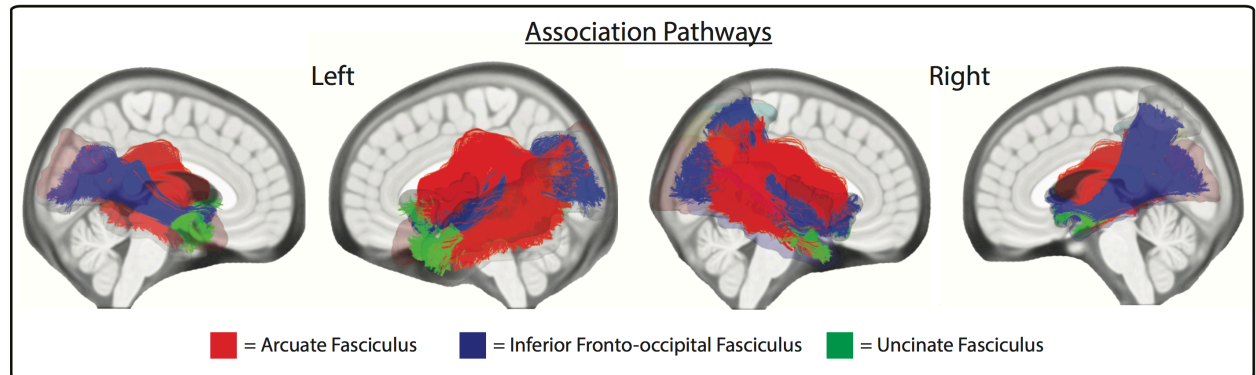 Association Pathways
Left
Right
= Arcuate Fasciculus = Inferior Fronto-occipital Fasciculus = Uncinate Fasciculus